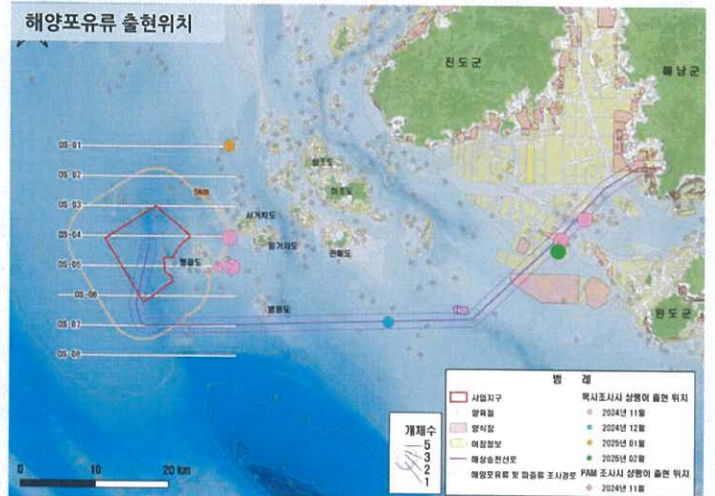 해양포유류 출현위치
진도군
해남군
OS-01
OS-02
5km
OS-03
하조도
서거차도
OS-04
동거차도
관매도
OS-05
맹골도
OS-06
병풍도
1km
완도군
OS-07
OS-08
범 례
사업지구
양육점
양식장
어장정보
해상송전선로
해양포유류 및 파충류 조사경로
목시조사시 상괭이 출현 위치
2024년 11월
2024년 12월
2025년 01월
2025년 02월
PAM 조사시 상괭이 출현 위치
2024년 11월
개체수
5
3
2
1
0 10 20 km